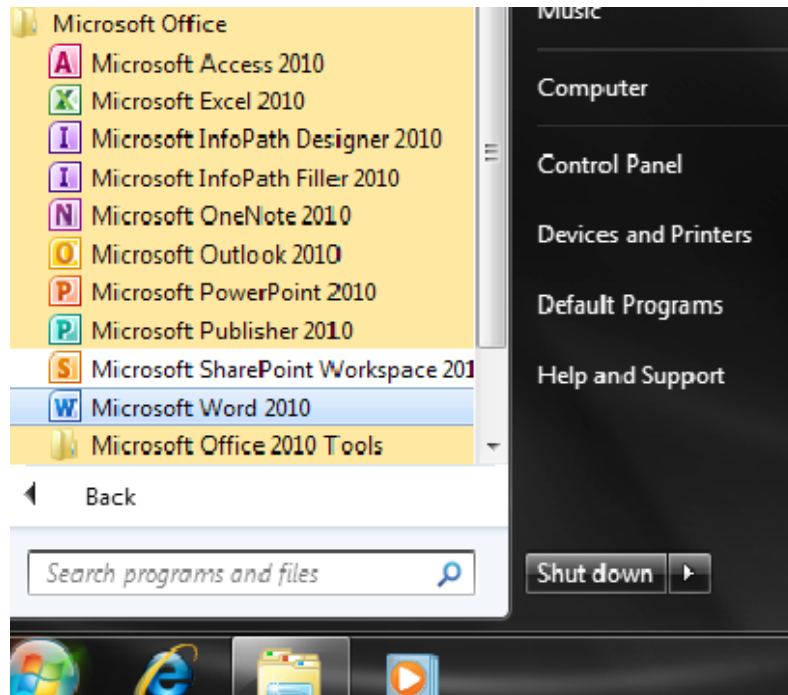 Microsoft Office
Microsoft Access 2010
Microsoft Excel 2010
Microsoft InfoPath Designer 2010
Microsoft InfoPath Filler 2010
Microsoft OneNote 2010
Microsoft Outlook 2010
Microsoft PowerPoint 2010
Microsoft Publisher 2010
Microsoft SharePoint Workspace 201
Microsoft Word 2010
Microsoft Office 2010 Tools
Back
Search programs and files
Music
Computer
Control Panel
Devices and Printers
Default Programs
Help and Support
Shut down